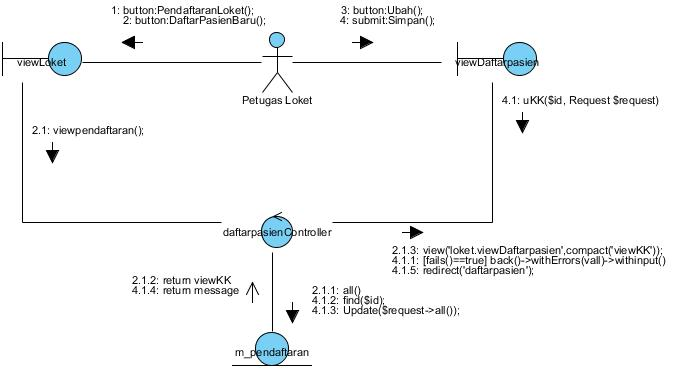 1: button:PendaftaranLoket();
2: button:DaftarPasienBaru();
3: button:Ubah();
4: submit:Simpan();
viewLoket
viewDaftarpasien
Petugas Loket
4.1: uKK($id, Request $request)
2.1: viewpendaftaran();
daftarpasienController
2.1.3: view('loket.viewDaftarpasien',compact('viewKK'));
4.1.1: [fails()==true] back()->withErrors(vall)->withinput()
4.1.5: redirect('daftarpasien');
2.1.2: return viewKK
4.1.4: return message
2.1.1: all()
4.1.2: find($id);
4.1.3: Update($request->all());
m_pendaftaran